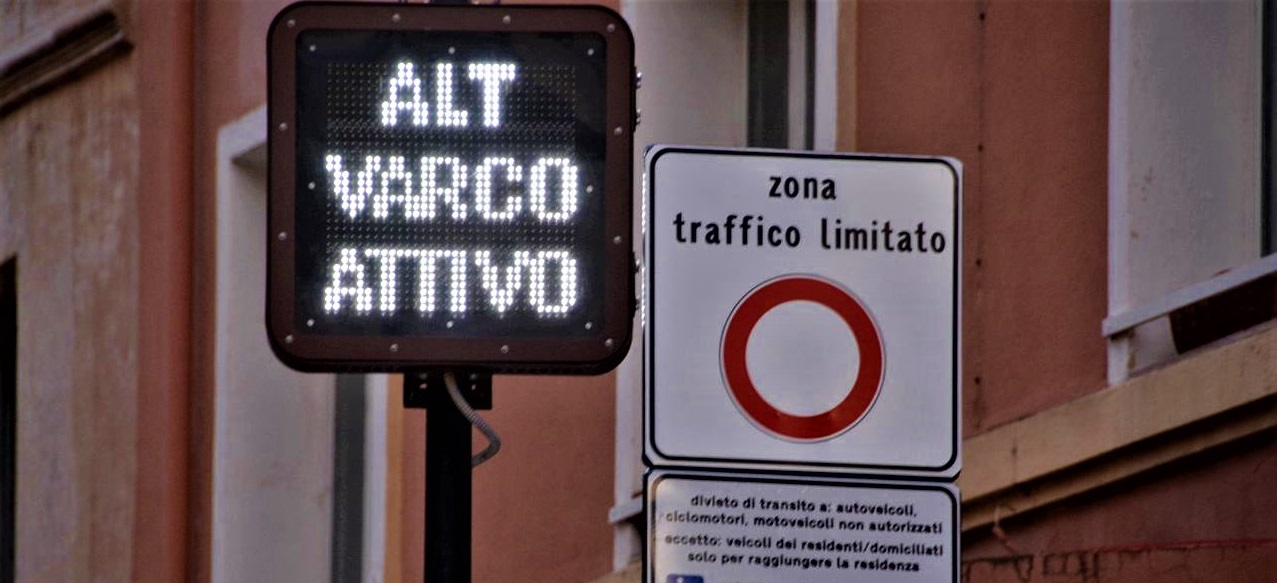 ALT
VARCO
ATTIVO
zona
traffico limitato
divieto di transito a: autoveicoli,
ciclomotori, motoveicoli non autorizzati
eccetto: veicoli dei residenti/domiciliati
solo per raggiungere la residenza